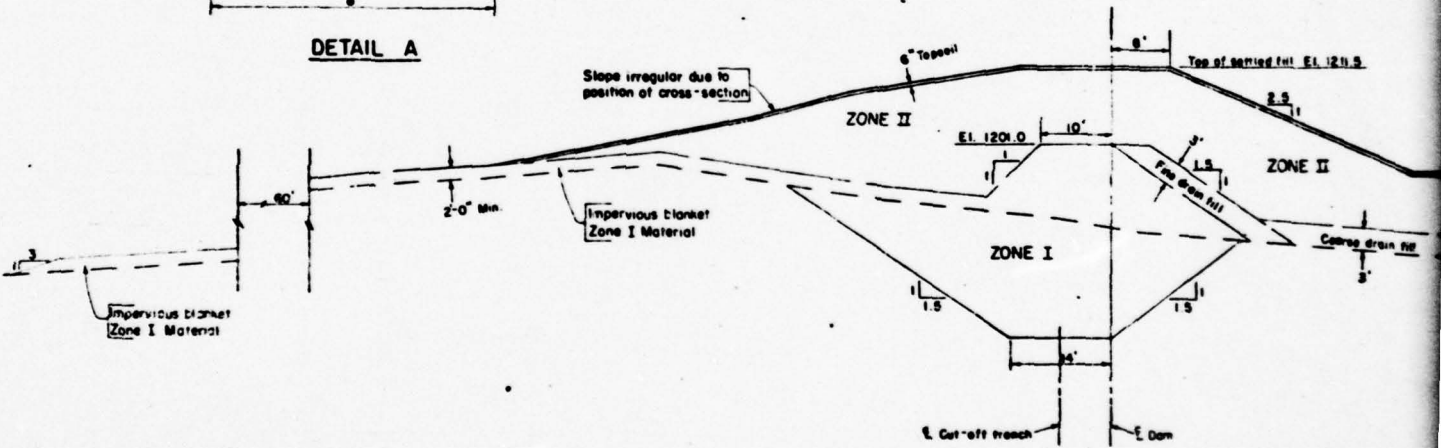 DETAIL A
6" Topsoil
8'
Top of settled fill El. 1211.5
Slope irregular due to
position of cross-section
2.5
1
ZONE II
El. 1201.0
10'
3'
1
1
1.5
1
ZONE II
Fine drain fill
60'
2'-0" Min.
Impervious blanket
Zone I Material
Coarse drain fill
3'
ZONE I
3
1
1
1.5
1
1.5
Impervious blanket
Zone I Material
14'
℄ Cut-off trench
℄ Dam